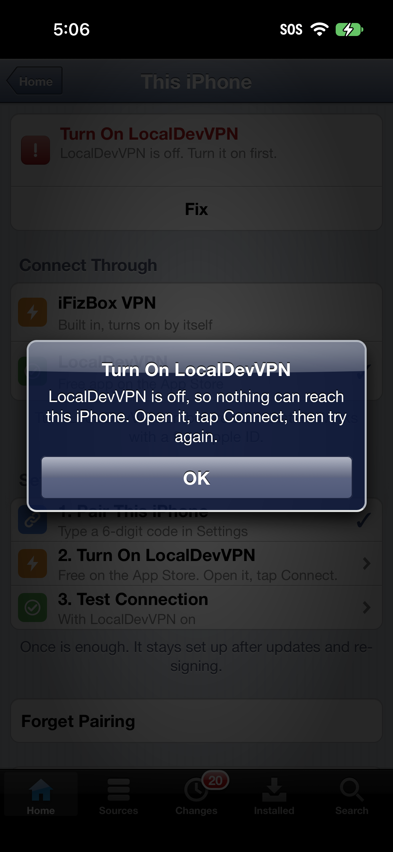 5:06
SOS
Home
This iPhone
Turn On LocalDevVPN
LocalDevVPN is off. Turn it on first.
Fix
Connect Through
iFizBox VPN
Built in, turns on by itself
LocalDevVPN
Turn On LocalDevVPN
LocalDevVPN is off, so nothing can reach
this iPhone. Open it, tap Connect, then try
again.
OK
1. Pair This iPhone
Type a 6-digit code in Settings
2. Turn On LocalDevVPN
Free on the App Store. Open it, tap Connect.
3. Test Connection
With LocalDevVPN on
Once is enough. It stays set up after updates and re-
signing.
Forget Pairing
20
Home
Sources
Changes
Installed
Search